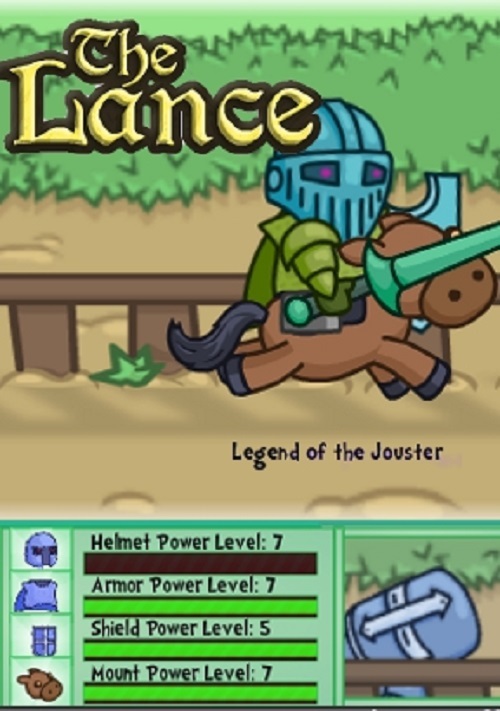 The
Lance
Legend of the Jouster
Helmet Power Level: 7
Armor Power Level: 7
Shield Power Level: 5
Mount Power Level: 7